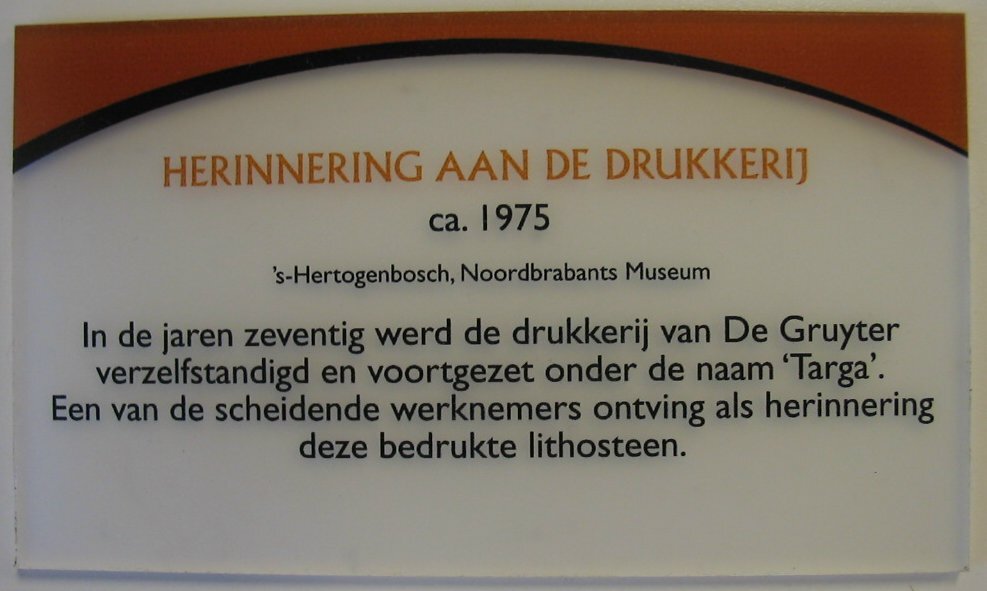 HERINNERING AAN DE DRUKKERIJ
ca. 1975
's-Hertogenbosch, Noordbrabants Museum
In de jaren zeventig werd de drukkerij van De Gruyter
verzelfstandigd en voortgezet onder de naam ‘Targa’.
Een van de scheidende werknemers ontving als herinnering
deze bedrukte lithosteen.